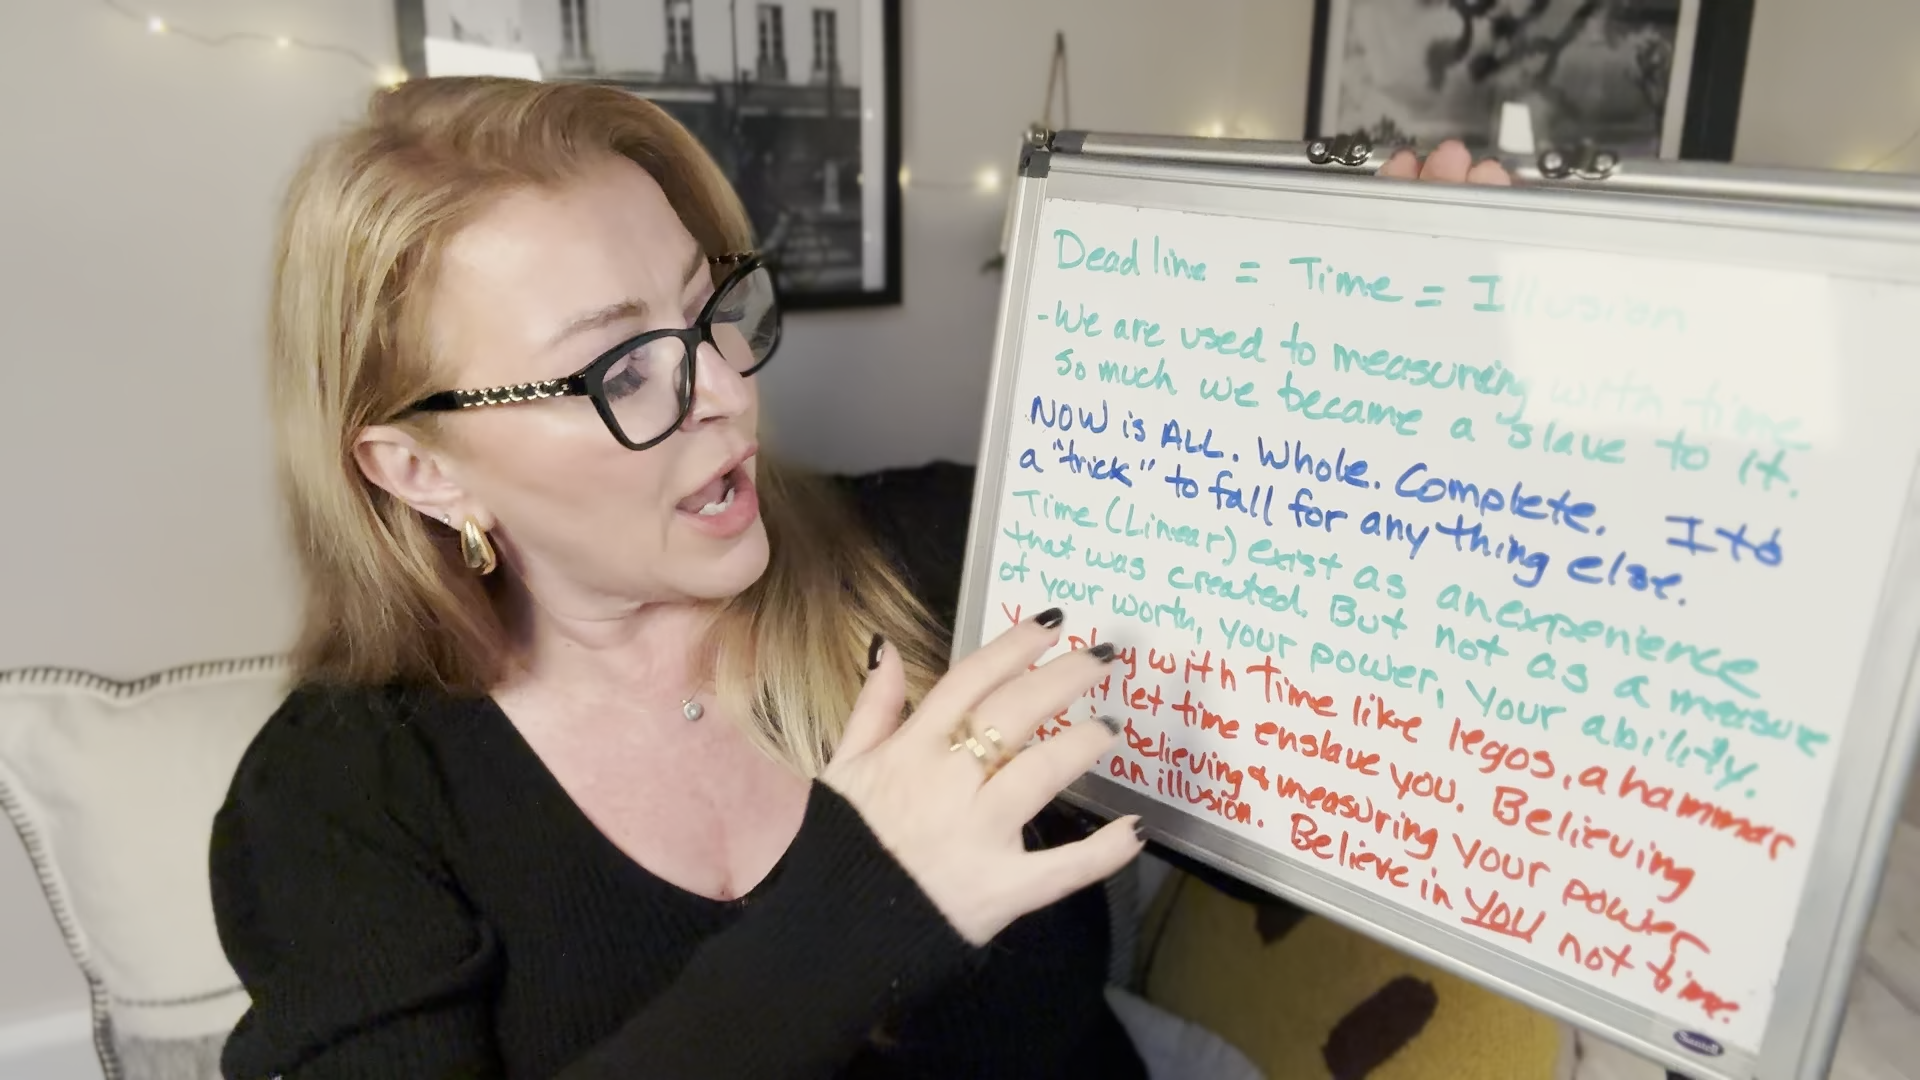 Deadline = Time = Illusion
-We are used to measuring with time
so much we became a slave to it.
NOW is ALL. Whole. Complete. Its
a "trick" to fall for anything else.
Time (Linear) exist as an experience
that was created. But not as a measure
of your worth, your power, your ability.
play with time like legos, a hammer
let time enslave you. Believing
believing & measuring your power
an illusion. Believe in YOU not time.